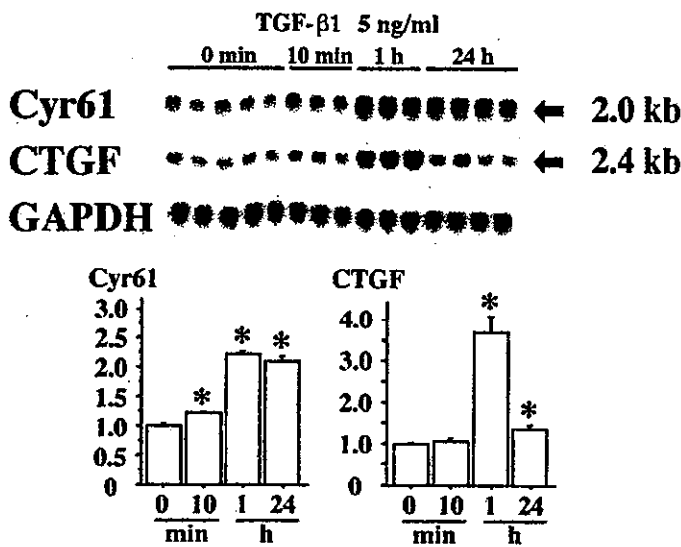 TGF-β1 5 ng/ml
0 min 10 min 1 h 24 h
Cyr61 2.0 kb
CTGF 2.4 kb
GAPDH
Cyr61 CTGF
3.0
2.5
2.0
1.5
1.0
0.5
0
* * *
0 10 1 24
min h
4.0
3.0
2.0
1.0
0
* *
0 10 1 24
min h